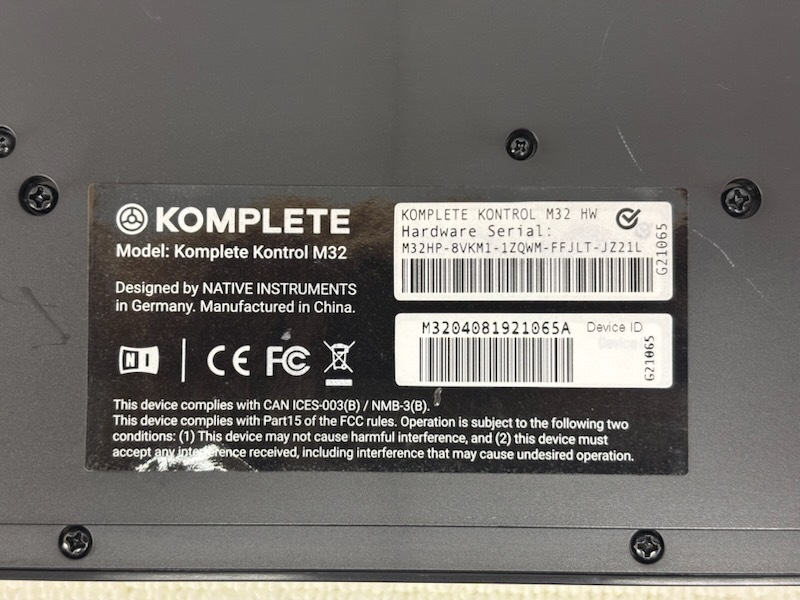 KOMPLETE
Model: Komplete Kontrol M32
Designed by NATIVE INSTRUMENTS
in Germany. Manufactured in China.
NI
CE FC
This device complies with CAN ICES-003(B) / NMB-3(B).
This device complies with Part15 of the FCC rules. Operation is subject to the following two
conditions: (1) This device may not cause harmful interference, and (2) this device must
accept any interference received, including interference that may cause undesired operation.
KOMPLETE KONTROL M32 HW
Hardware Serial:
M32HP-8VKM1-1ZQWM-FFJLT-JZ21L
G21065
M3204081921065A Device ID
Device ID
G21065